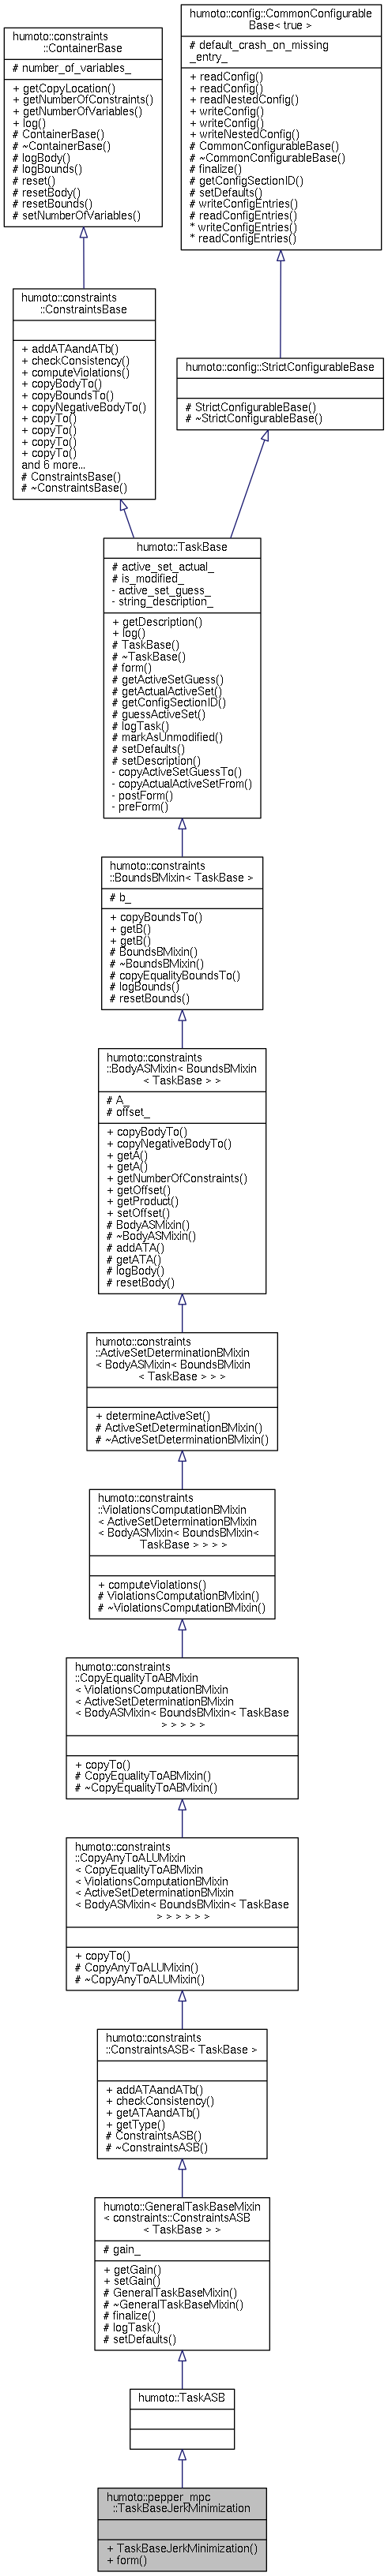 humoto::constraints
::ContainerBase
# number_of_variables_
+ getCopyLocation()
+ getNumberOfConstraints()
+ getNumberOfVariables()
+ log()
# ContainerBase()
# ~ContainerBase()
# logBody()
# logBounds()
# reset()
# resetBody()
# resetBounds()
# setNumberOfVariables()
humoto::config::CommonConfigurable
Base< true >
# default_crash_on_missing
_entry_
+ readConfig()
+ readConfig()
+ readNestedConfig()
+ writeConfig()
+ writeConfig()
+ writeNestedConfig()
# CommonConfigurableBase()
# ~CommonConfigurableBase()
# finalize()
# getConfigSectionID()
# setDefaults()
# writeConfigEntries()
# readConfigEntries()
* writeConfigEntries()
* readConfigEntries()
humoto::constraints
::ConstraintsBase
+ addATAandATb()
+ checkConsistency()
+ computeViolations()
+ copyBodyTo()
+ copyBoundsTo()
+ copyNegativeBodyTo()
+ copyTo()
+ copyTo()
+ copyTo()
+ copyTo()
and 6 more...
# ConstraintsBase()
# ~ConstraintsBase()
humoto::config::StrictConfigurableBase
# StrictConfigurableBase()
# ~StrictConfigurableBase()
humoto::TaskBase
# active_set_actual_
# is_modified_
- active_set_guess_
- string_description_
+ getDescription()
+ log()
# TaskBase()
# ~TaskBase()
# form()
# getActiveSetGuess()
# getActualActiveSet()
# getConfigSectionID()
# guessActiveSet()
# logTask()
# markAsUnmodified()
# setDefaults()
# setDescription()
- copyActiveSetGuessTo()
- copyActualActiveSetFrom()
- postForm()
- preForm()
humoto::constraints
::BoundsBMixin< TaskBase >
# b_
+ copyBoundsTo()
+ getB()
+ getB()
# BoundsBMixin()
# ~BoundsBMixin()
# copyEqualityBoundsTo()
# logBounds()
# resetBounds()
humoto::constraints
::BodyASMixin< BoundsBMixin
< TaskBase > >
# A_
# offset_
+ copyBodyTo()
+ copyNegativeBodyTo()
+ getA()
+ getA()
+ getNumberOfConstraints()
+ getOffset()
+ getProduct()
+ setOffset()
# BodyASMixin()
# ~BodyASMixin()
# addATA()
# getATA()
# logBody()
# resetBody()
humoto::constraints
::ActiveSetDeterminationBMixin
< BodyASMixin< BoundsBMixin
< TaskBase > > >
+ determineActiveSet()
# ActiveSetDeterminationBMixin()
# ~ActiveSetDeterminationBMixin()
humoto::constraints
::ViolationsComputationBMixin
< ActiveSetDeterminationBMixin
< BodyASMixin< BoundsBMixin<
TaskBase > > > >
+ computeViolations()
# ViolationsComputationBMixin()
# ~ViolationsComputationBMixin()
humoto::constraints
::CopyEqualityToABMixin
< ViolationsComputationBMixin
< ActiveSetDeterminationBMixin
< BodyASMixin< BoundsBMixin< TaskBase
> > > > >
+ copyTo()
# CopyEqualityToABMixin()
# ~CopyEqualityToABMixin()
humoto::constraints
::CopyAnyToALUMixin
< CopyEqualityToABMixin
< ViolationsComputationBMixin
< ActiveSetDeterminationBMixin
< BodyASMixin< BoundsBMixin< TaskBase
> > > > > >
+ copyTo()
# CopyAnyToALUMixin()
# ~CopyAnyToALUMixin()
humoto::constraints
::ConstraintsASB< TaskBase >
+ addATAandATb()
+ checkConsistency()
+ getATAandATb()
+ getType()
# ConstraintsASB()
# ~ConstraintsASB()
humoto::GeneralTaskBaseMixin
< constraints::ConstraintsASB
< TaskBase > >
# gain_
+ getGain()
+ setGain()
# GeneralTaskBaseMixin()
# ~GeneralTaskBaseMixin()
# finalize()
# logTask()
# setDefaults()
humoto::TaskASB
humoto::pepper_mpc
::TaskBaseJerkMinimization
+ TaskBaseJerkMinimization()
+ form()